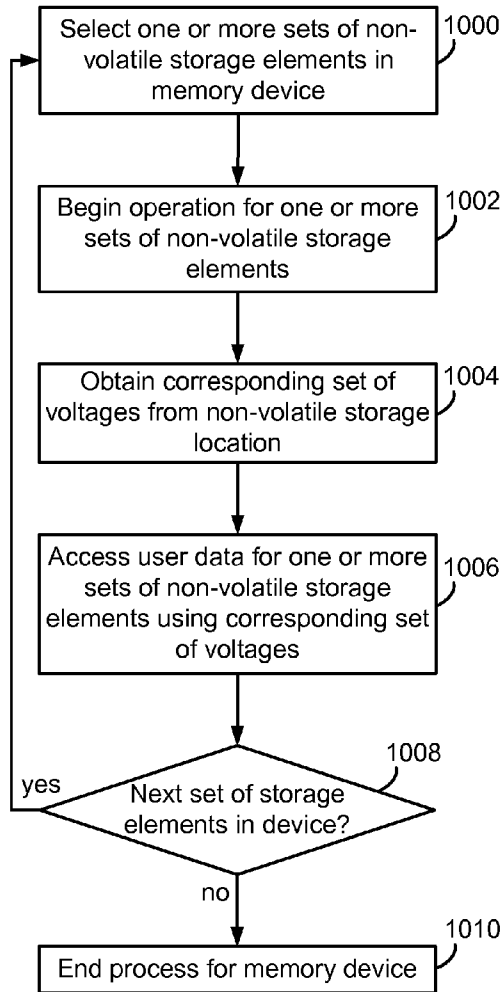 Select one or more sets of non-
volatile storage elements in
memory device
1000
Begin operation for one or more
sets of non-volatile storage
elements
1002
Obtain corresponding set of
voltages from non-volatile storage
location
1004
Access user data for one or more
sets of non-volatile storage
elements using corresponding set
of voltages
1006
Next set of storage
elements in device?
1008
yes
no
End process for memory device
1010